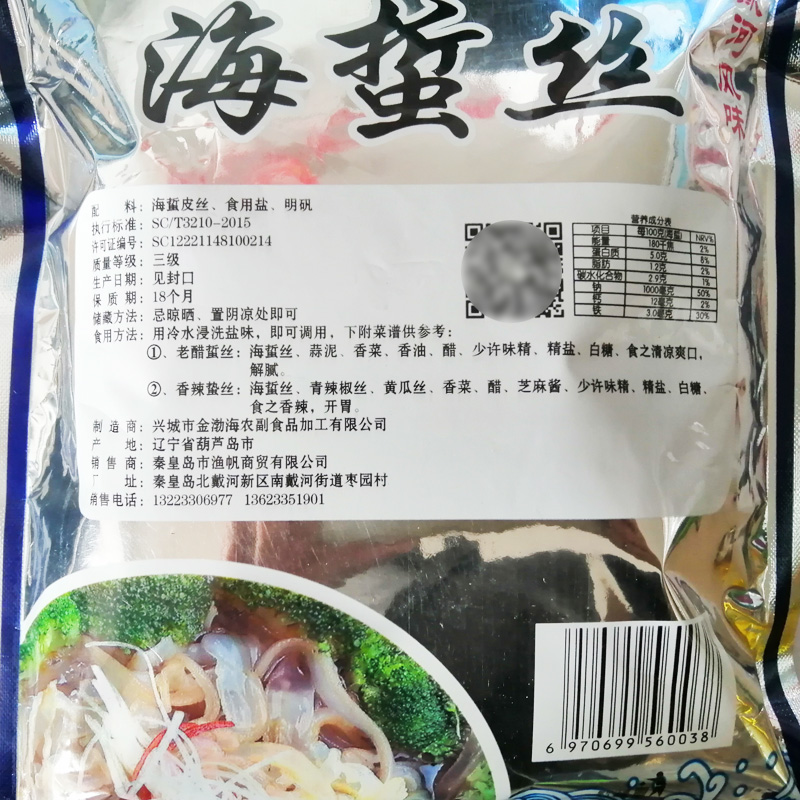 海蜇丝
河风味
配 料：海蜇皮丝、食用盐、明矾
执行标准：SC/T3210-2015
许可证编号：SC12221148100214
质量等级：三级
生产日期：见封口
保 质 期：18个月
储藏方法：忌晾晒、置阴凉处即可
食用方法：用冷水浸洗盐味，即可调用，下附菜谱供参考：
①、老醋蜇丝：海蜇丝、蒜泥、香菜、香油、醋、少许味精、精盐、白糖、食之清凉爽口，
解腻。
②、香辣蛰丝：海蜇丝、青辣椒丝、黄瓜丝、香菜、醋、芝麻酱、少许味精、精盐、白糖、
食之香辣，开胃。
制 造 商：兴城市金渤海农副食品加工有限公司
产 地：辽宁省葫芦岛市
销 售 商：秦皇岛市渔帆商贸有限公司
厂 址：秦皇岛北戴河新区南戴河街道枣园村
销售电话：13223306977 13623351901
营养成分表
项目 每100克(海蜇) NRV%
能量 180千焦 2%
蛋白质 5.0克 8%
脂肪 1.2克 2%
碳水化合物 2.9克 1%
钠 1000毫克 50%
钙 12毫克 2%
铁 3.0毫克 30%
6 970699 560038